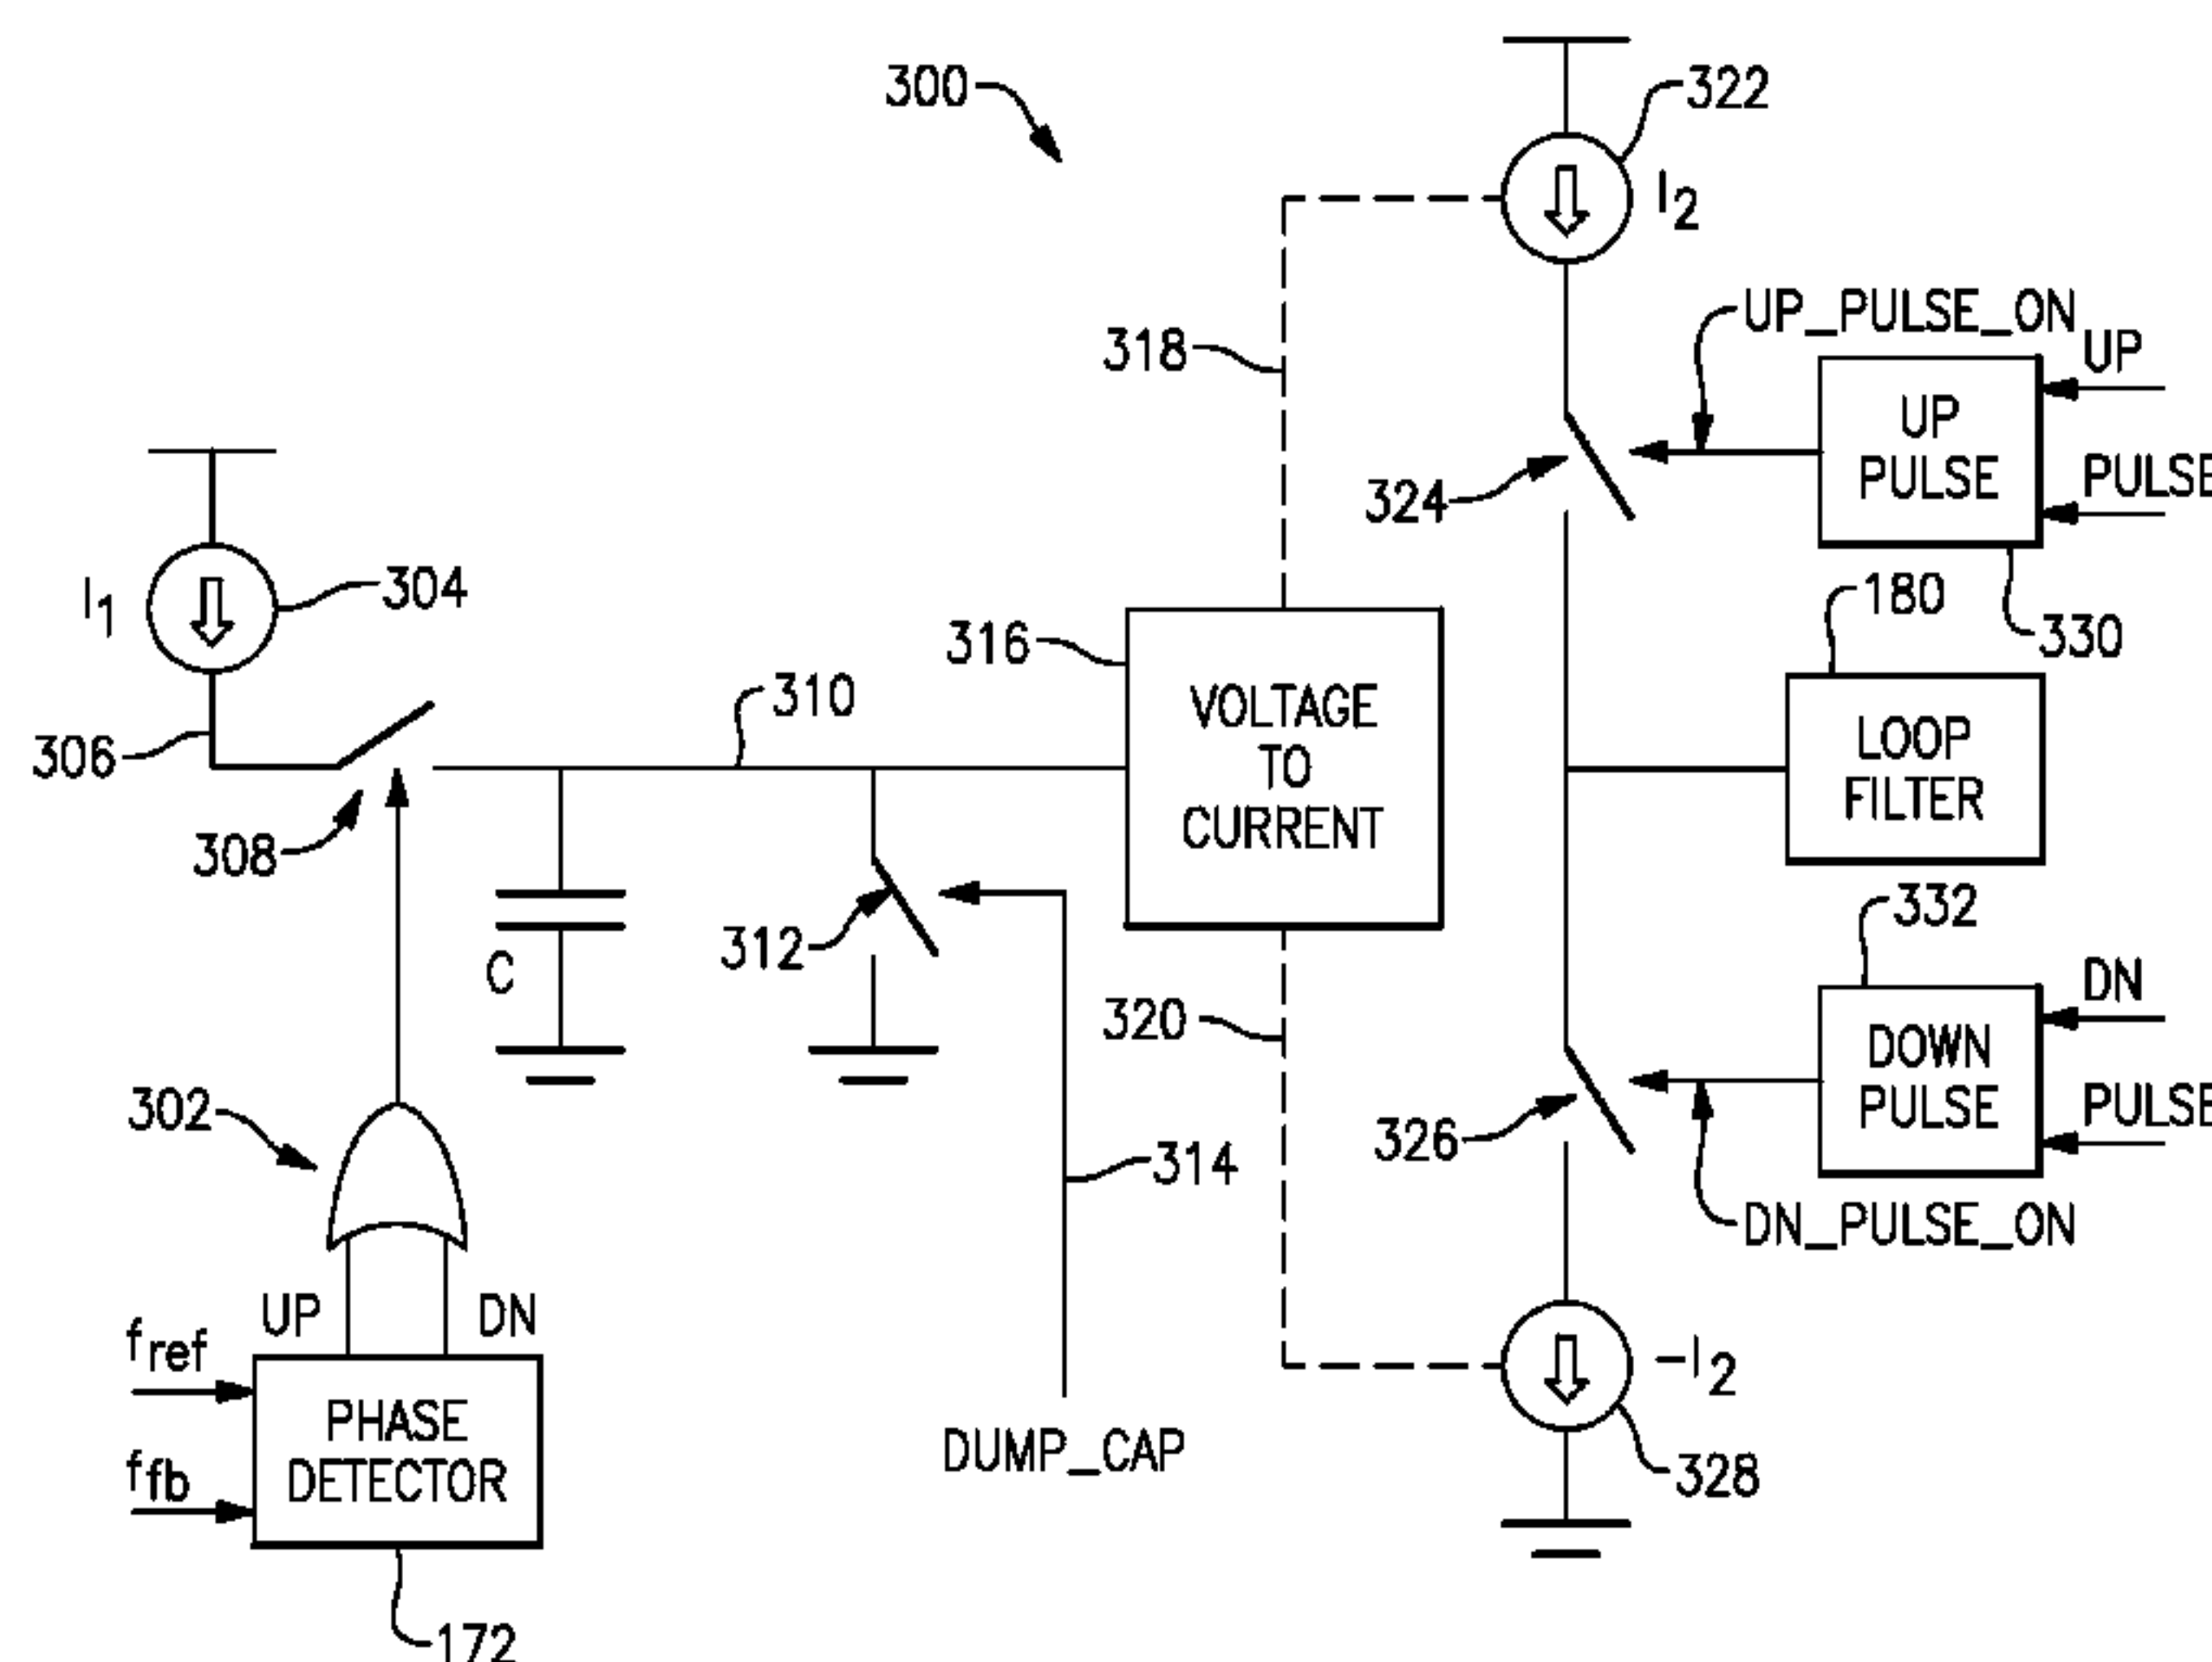 300
322
I2
UP_PULSE_ON
UP
318
UP
PULSE
PULSE
324
I1
304
180
330
316
310
VOLTAGE
TO
CURRENT
LOOP
FILTER
306
308
332
312
C
DN
320
DOWN
PULSE
PULSE
302
326
314
DN_PULSE_ON
UP
DN
fref
-I2
PHASE
DETECTOR
ffb
DUMP_CAP
328
172